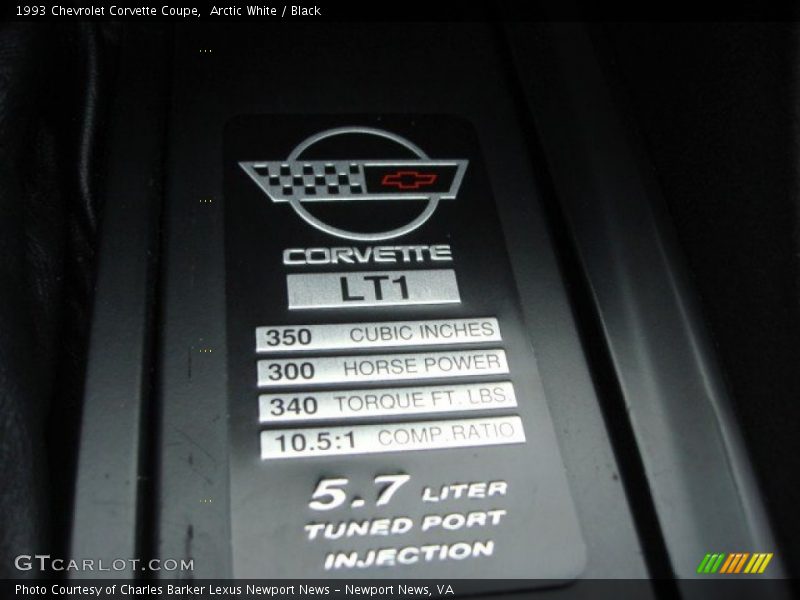 1993 Chevrolet Corvette Coupe,  Arctic White / Black
CORVETTE
LT1
350 CUBIC INCHES
300 HORSE POWER
340 TORQUE FT. LBS.
10.5:1 COMP. RATIO
5.7 LITER
TUNED PORT
INJECTION
GTCARLOT.COM
Photo Courtesy of Charles Barker Lexus Newport News – Newport News, VA